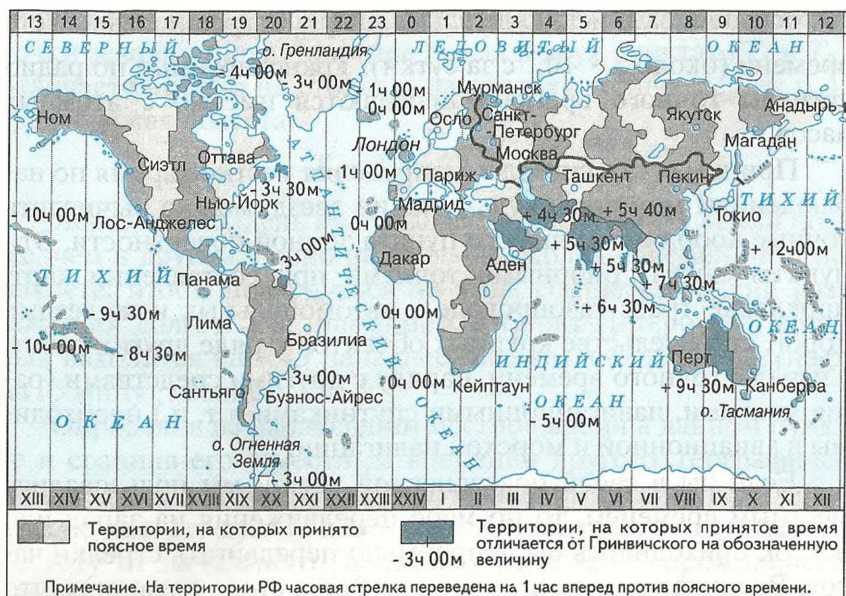 13 14 15 16 17 18 19 20 21 22 23 0 1 2 3 4 5 6 7 8 9 10 11 12
СЕВЕРНЫЙ ЛЕДОВИТЫЙ ОКЕАН
о. Гренландия
- 4ч 00м
- 3ч 00м
- 1ч 00м
0ч 00м
Мурманск
Осло
Санкт-
-Петербург
Якутск
Анадырь
Ном
Магадан
Лондон
Москва
Сиэтл
Оттава
АТЛАНТИЧЕСКИЙ
ОКЕАН
- 1ч 00м
Париж
Ташкент
Пекин
- 3ч 30м
Нью-Йорк
Мадрид
+ 4ч 30м
+ 5ч 40м
Токио
ТИХИЙ
- 10ч 00м
Лос-Анджелес
0ч 00м
+ 5ч 30м
+ 12ч00м
3ч 00м
Дакар
Аден
+ 5ч 30м
ТИХИЙ
Панама
+ 7ч 30м
- 9ч 30м
0ч 00м
+ 6ч 30м
Лима
ОКЕАН
- 10ч 00м
- 8ч 30м
Бразилиа
ИНДИЙСКИЙ
Перт
- 3ч 00м
0ч 00м
Кейптаун
+ 9ч 30м
Канберра
Сантьяго
Буэнос-Айрес
ОКЕАН
о. Тасмания
ОКЕАН
+ 5ч 00м
о. Огненная
Земля
- 3ч 00м
XIII XIV XV XVI XVII XVIII XIX XX XXI XXII XXIII XXIV I II III IV V VI VII VIII IX X XI XII
Территории, на которых принято
поясное время
Территории, на которых принятое время
отличается от Гринвичского на обозначенную
величину
- 3ч 00м
Примечание. На территории РФ часовая стрелка переведена на 1 час вперед против поясного времени.